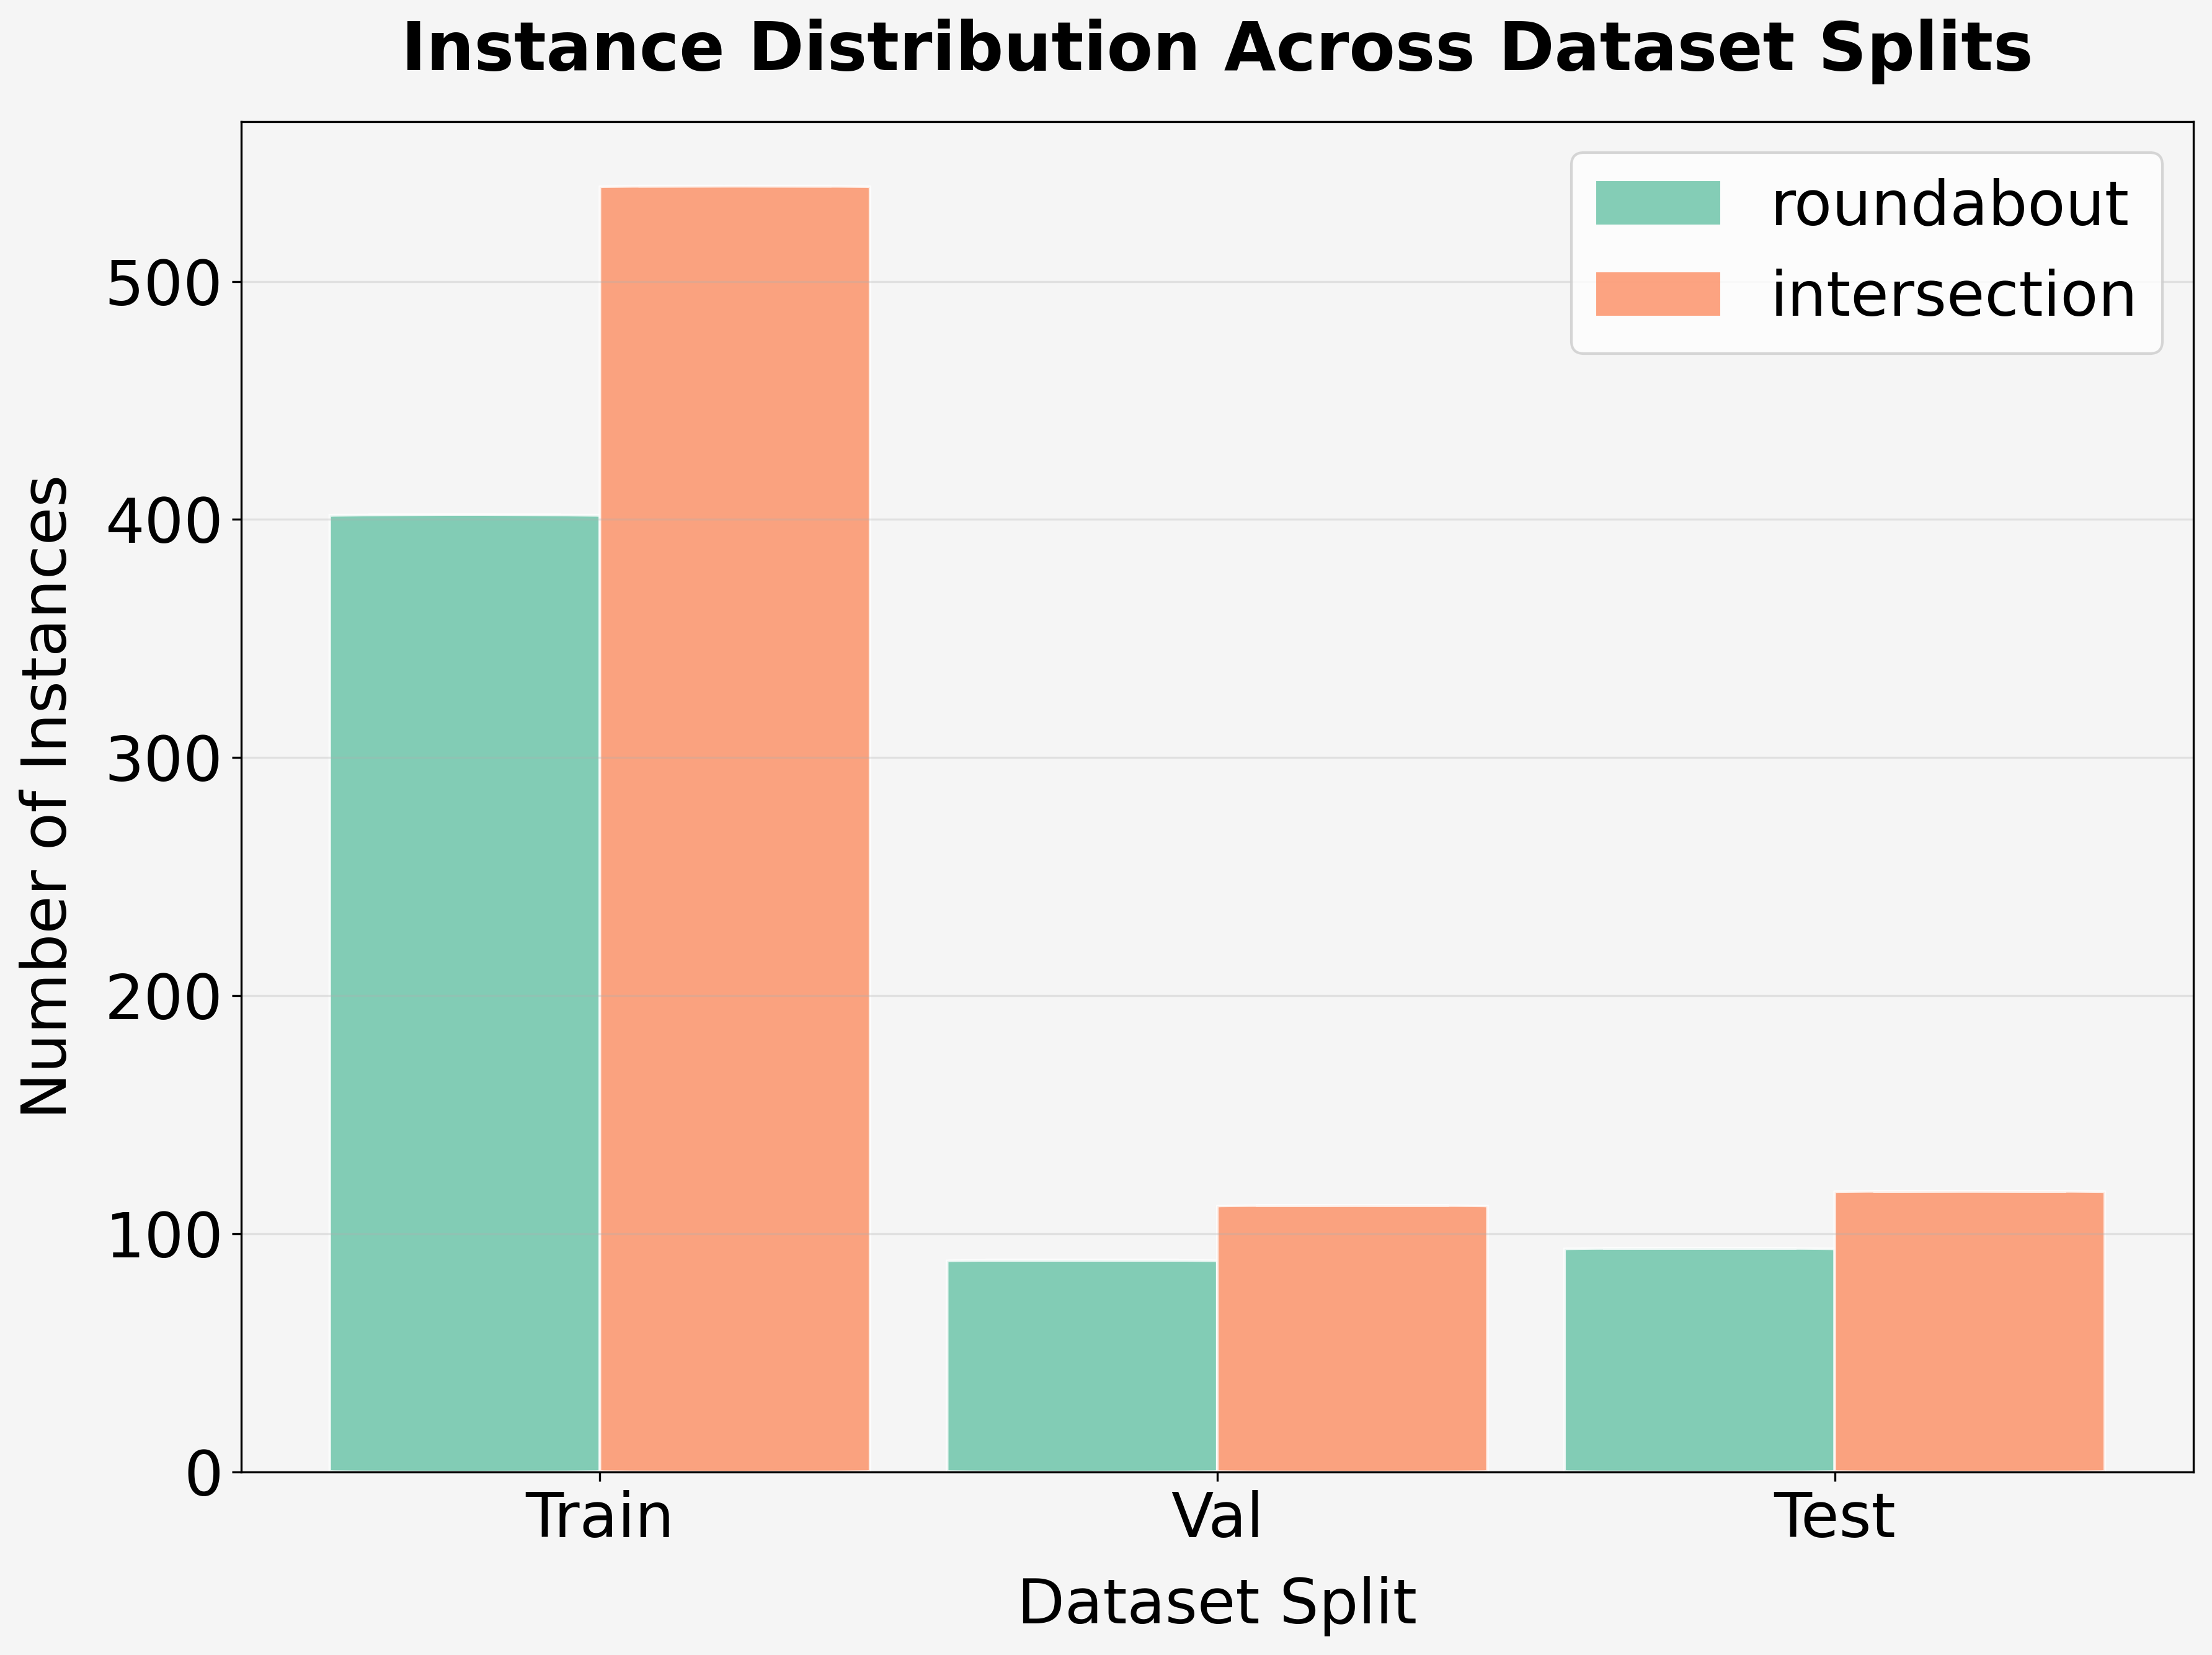 Instance Distribution Across Dataset Splits
roundabout
intersection
Number of Instances
500
400
300
200
100
0
Train
Val
Test
Dataset Split